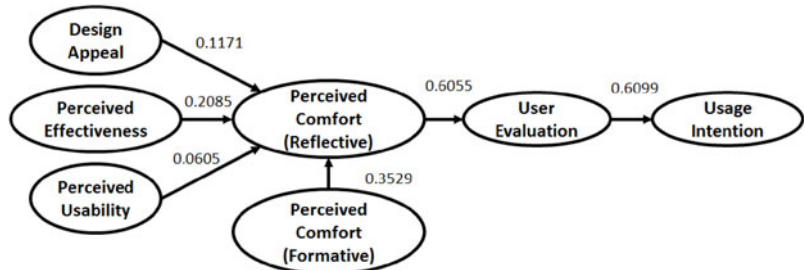 Design
Appeal
0.1171
Perceived
Effectiveness
0.2085
Perceived
Comfort
(Reflective)
0.6055
User
Evaluation
0.6099
Usage
Intention
0.0605
Perceived
Usability
0.3529
Perceived
Comfort
(Formative)